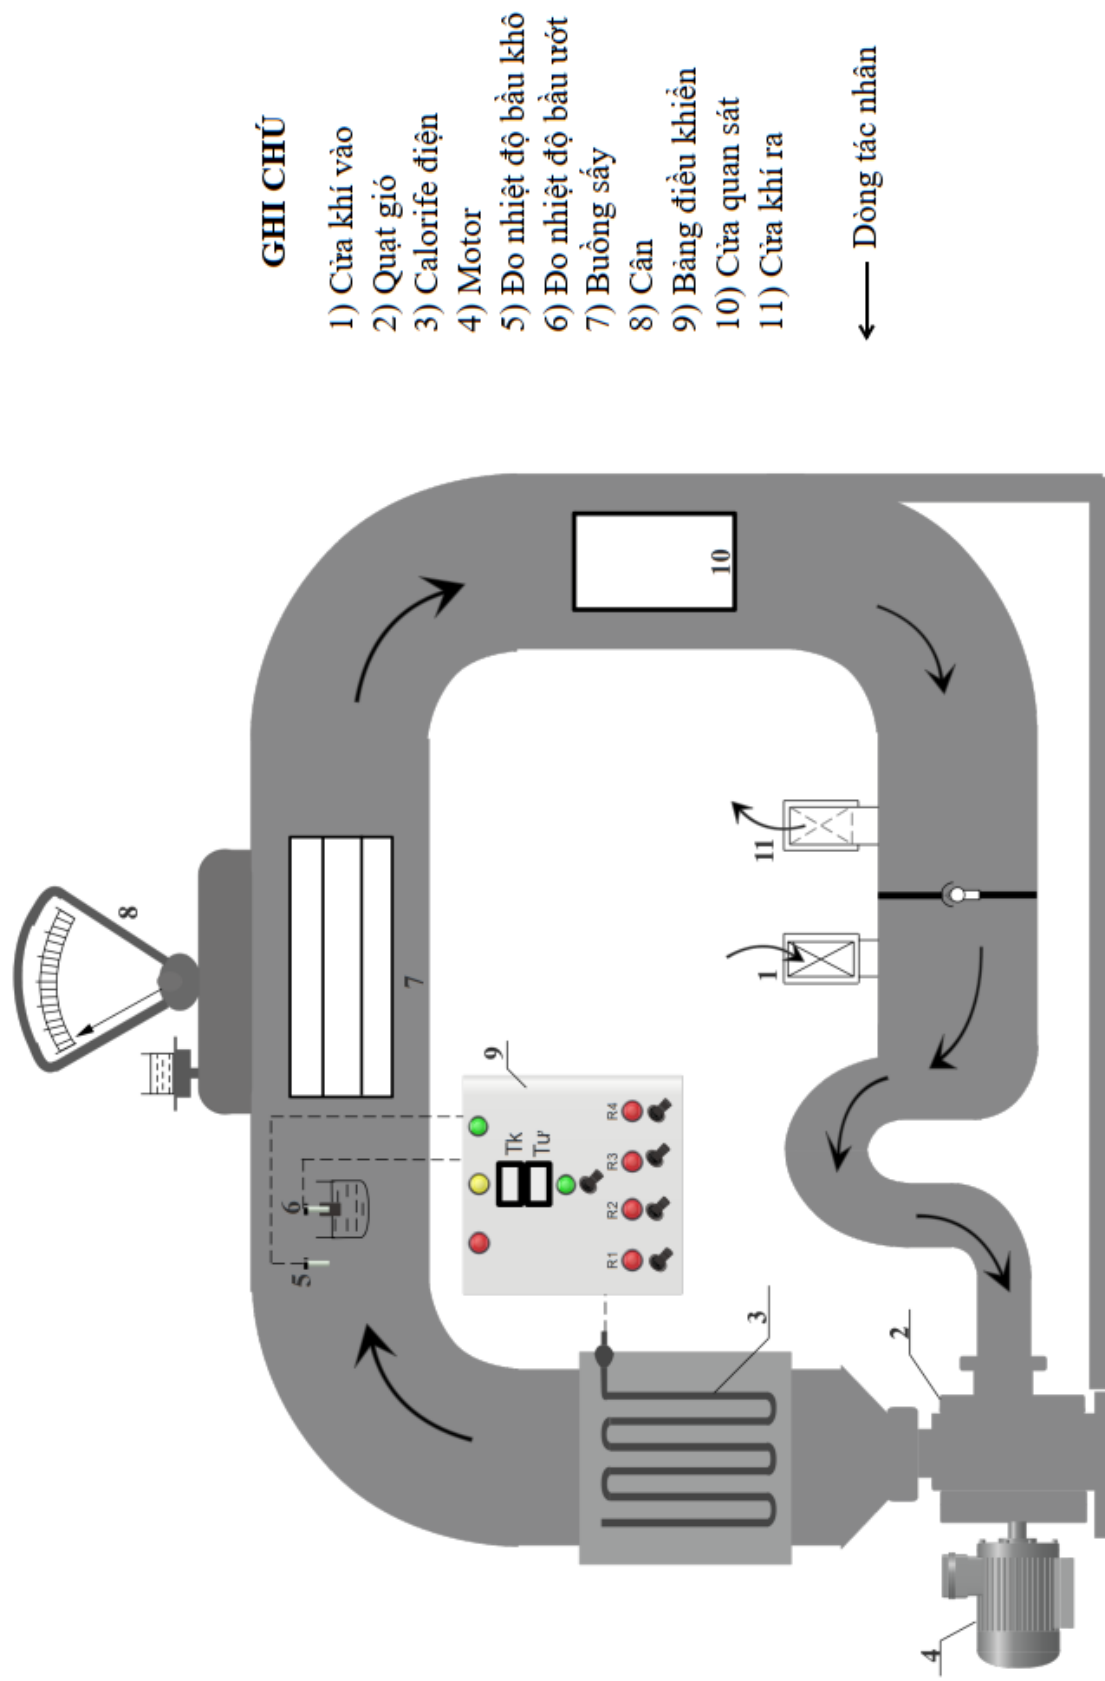 GHI CHÚ
1) Cửa khí vào
2) Quạt gió
3) Calorife điện
4) Motor
5) Đo nhiệt độ bầu khô
6) Đo nhiệt độ bầu ướt
7) Buồng sấy
8) Cân
9) Bảng điều khiển
10) Cửa quan sát
11) Cửa khí ra
Dòng tác nhân
8
5
6
7
9
Tk
Tư
R1
R2
R3
R4
10
3
1
11
2
4